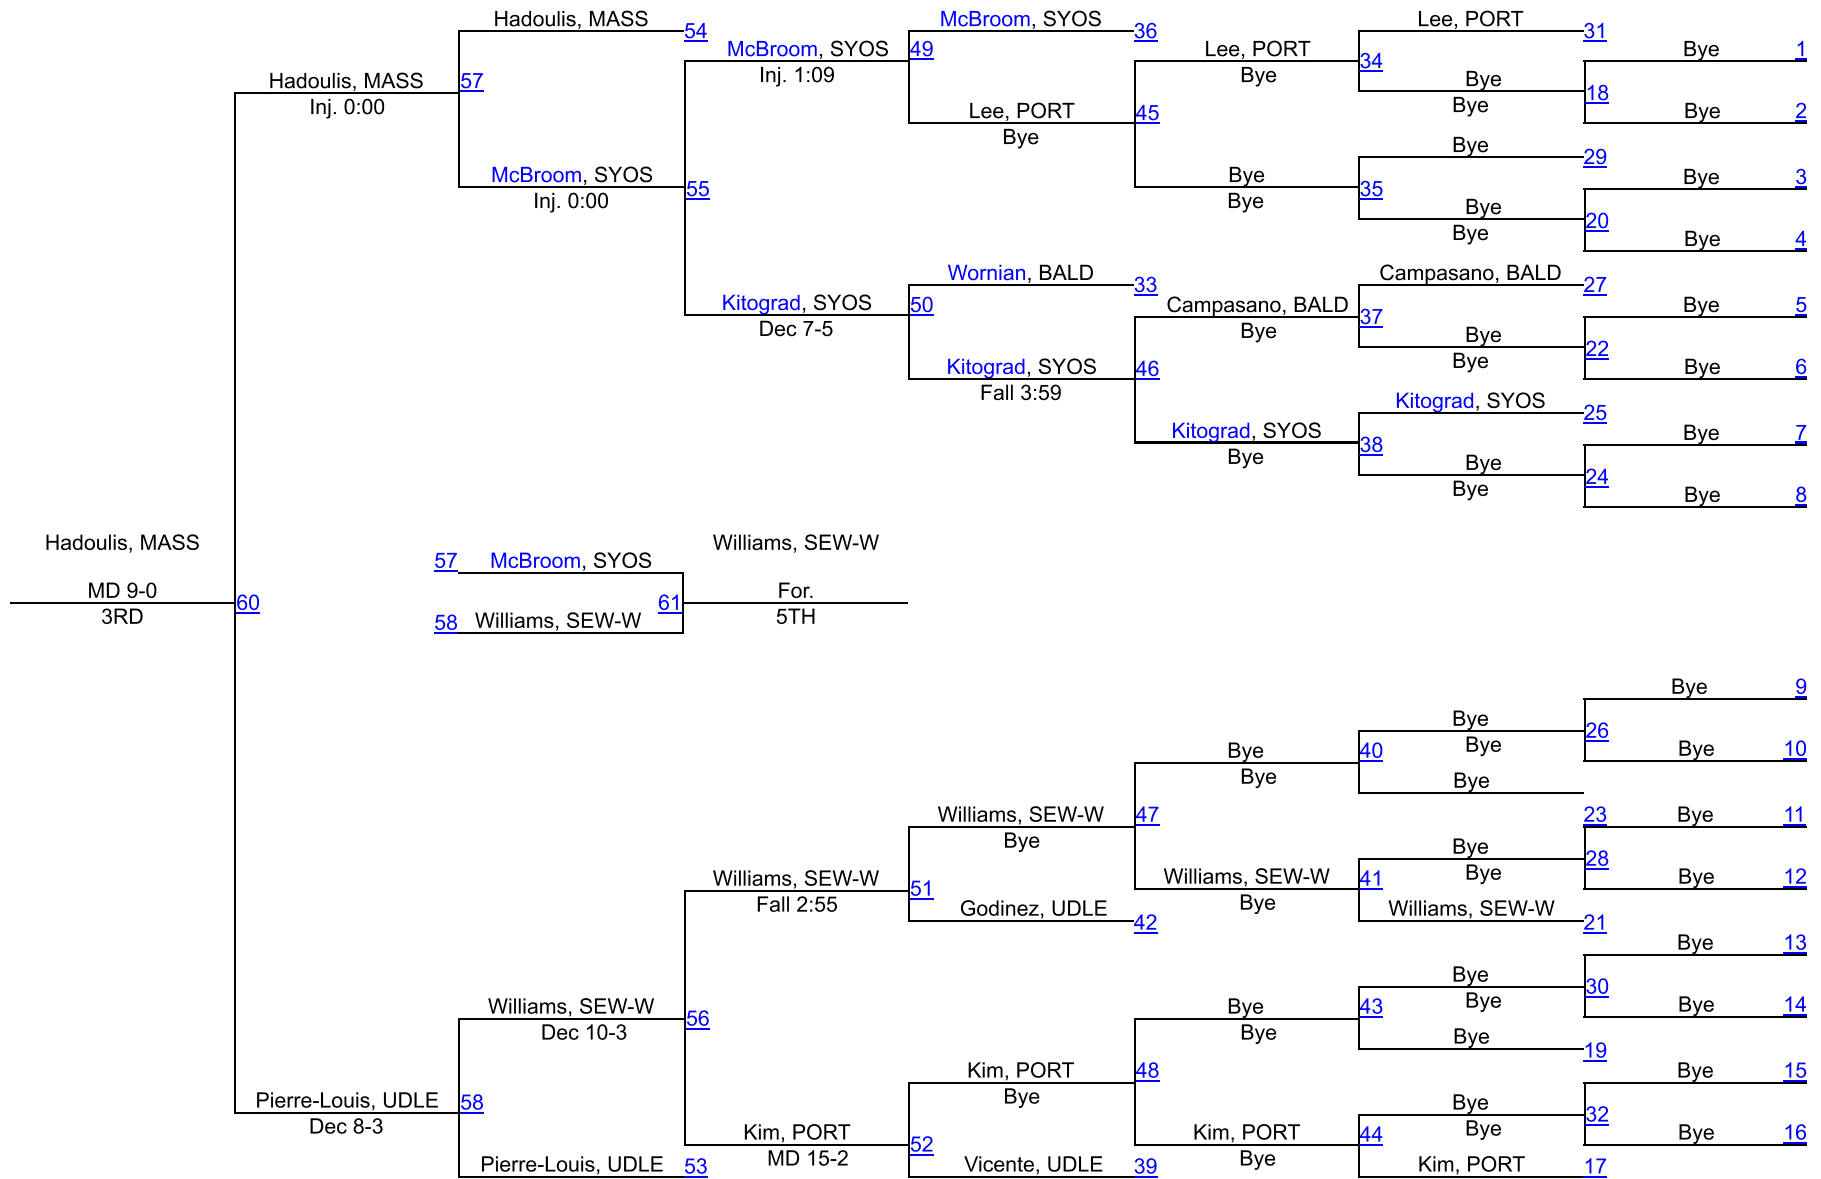 Hadoulis, MASS 54
McBroom, SYOS 36
Lee, PORT 31
McBroom, SYOS 49
Inj. 1:09
Lee, PORT 34
Bye
Bye 1
Hadoulis, MASS 57
Inj. 0:00
Bye 18
Bye
Lee, PORT 45
Bye
Bye 2
Bye 29
McBroom, SYOS 55
Inj. 0:00
Bye 35
Bye
Bye 3
Bye 20
Bye
Bye 4
Wornian, BALD 33
Campasano, BALD 27
Kitograd, SYOS 50
Dec 7-5
Campasano, BALD 37
Bye
Bye 5
Bye 22
Bye
Kitograd, SYOS 46
Fall 3:59
Bye 6
Kitograd, SYOS 25
Kitograd, SYOS 38
Bye
Bye 7
Bye 24
Bye
Bye 8
Hadoulis, MASS
Williams, SEW-W
57 McBroom, SYOS
MD 9-0
60
3RD
61
For.
5TH
58 Williams, SEW-W
Bye 9
Bye 26
Bye
Bye 40
Bye
Bye 10
Bye
Williams, SEW-W 47
Bye
23 Bye 11
Bye 28
Bye
Williams, SEW-W 51
Fall 2:55
Williams, SEW-W 41
Bye
Bye 12
Godinez, UDLE 42
Williams, SEW-W 21
Bye 13
Bye 30
Bye
Williams, SEW-W 56
Dec 10-3
Bye 43
Bye
Bye 14
Bye 19
Kim, PORT 48
Bye
Bye 15
Pierre-Louis, UDLE 58
Dec 8-3
Bye 32
Bye
Kim, PORT 52
MD 15-2
Kim, PORT 44
Bye
Bye 16
Pierre-Louis, UDLE 53
Vicente, UDLE 39
Kim, PORT 17